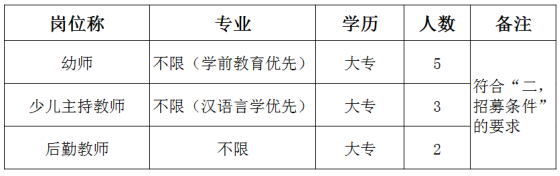 岗位称 专业 学历 人数 备注
幼师 不限（学前教育优先） 大专 5
少儿主持教师 不限（汉语言学优先） 大专 3
后勤教师 不限 大专 2
符合“二，
招募条件”
的要求